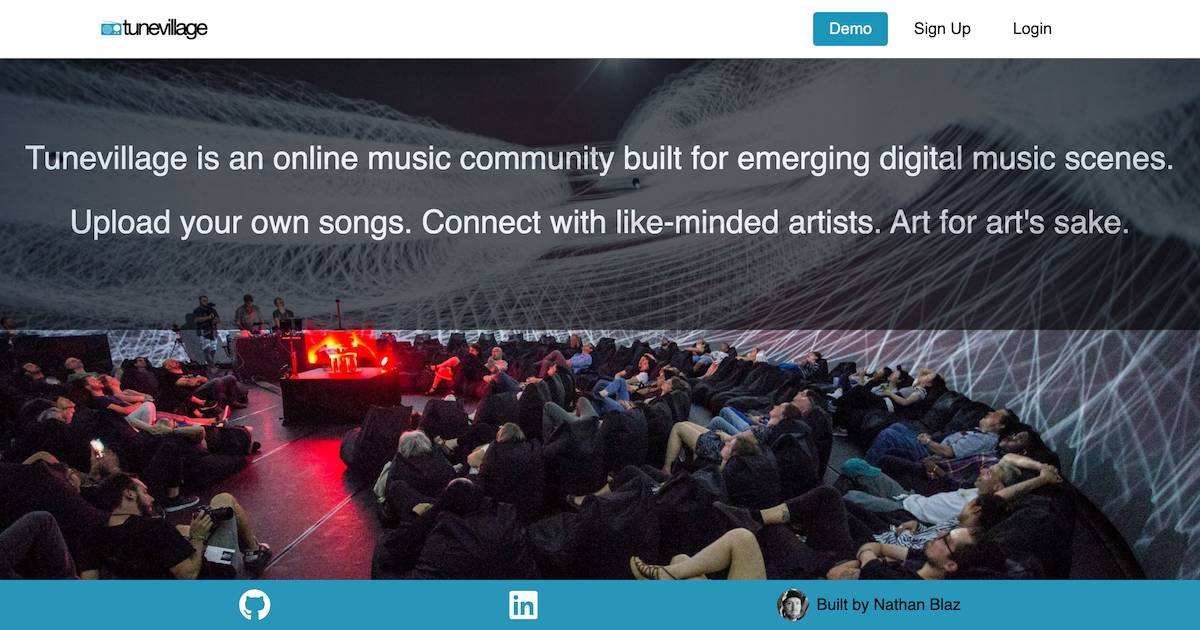 tunevillage
Demo
Sign Up
Login
Tunevillage is an online music community built for emerging digital music scenes.
Upload your own songs. Connect with like-minded artists. Art for art's sake.
in
Built by Nathan Blaz